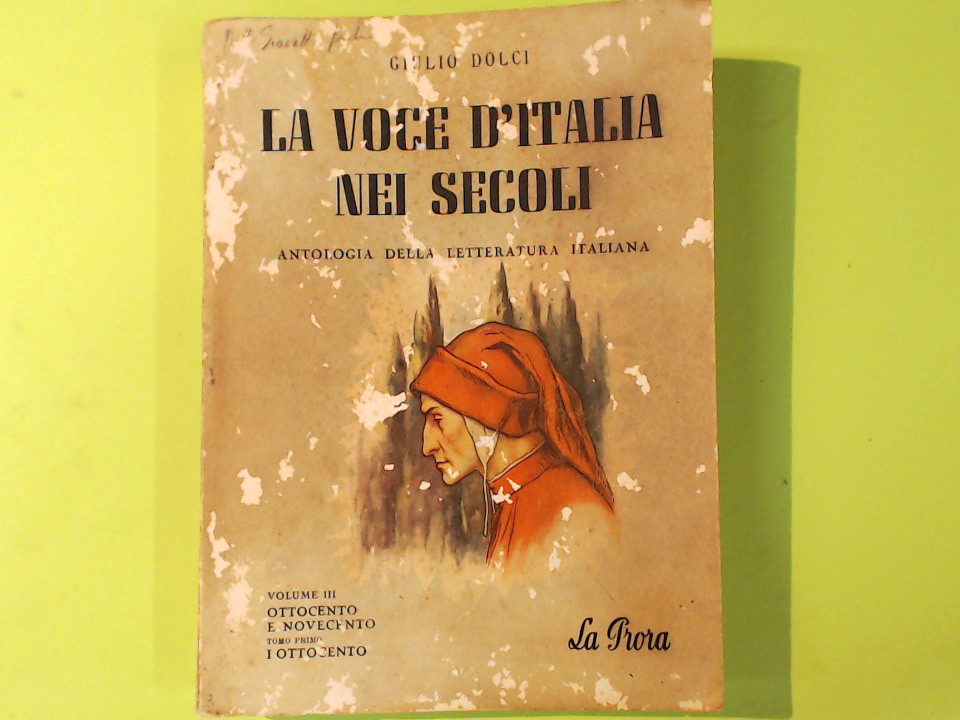 GIULIO DOLCI
LA VOCE D'ITALIA
NEI SECOLI
ANTOLOGIA DELLA LETTERATURA ITALIANA
VOLUME III
OTTOCENTO
E NOVECENTO
TOMO PRIMO
I OTTOCENTO
La Prora